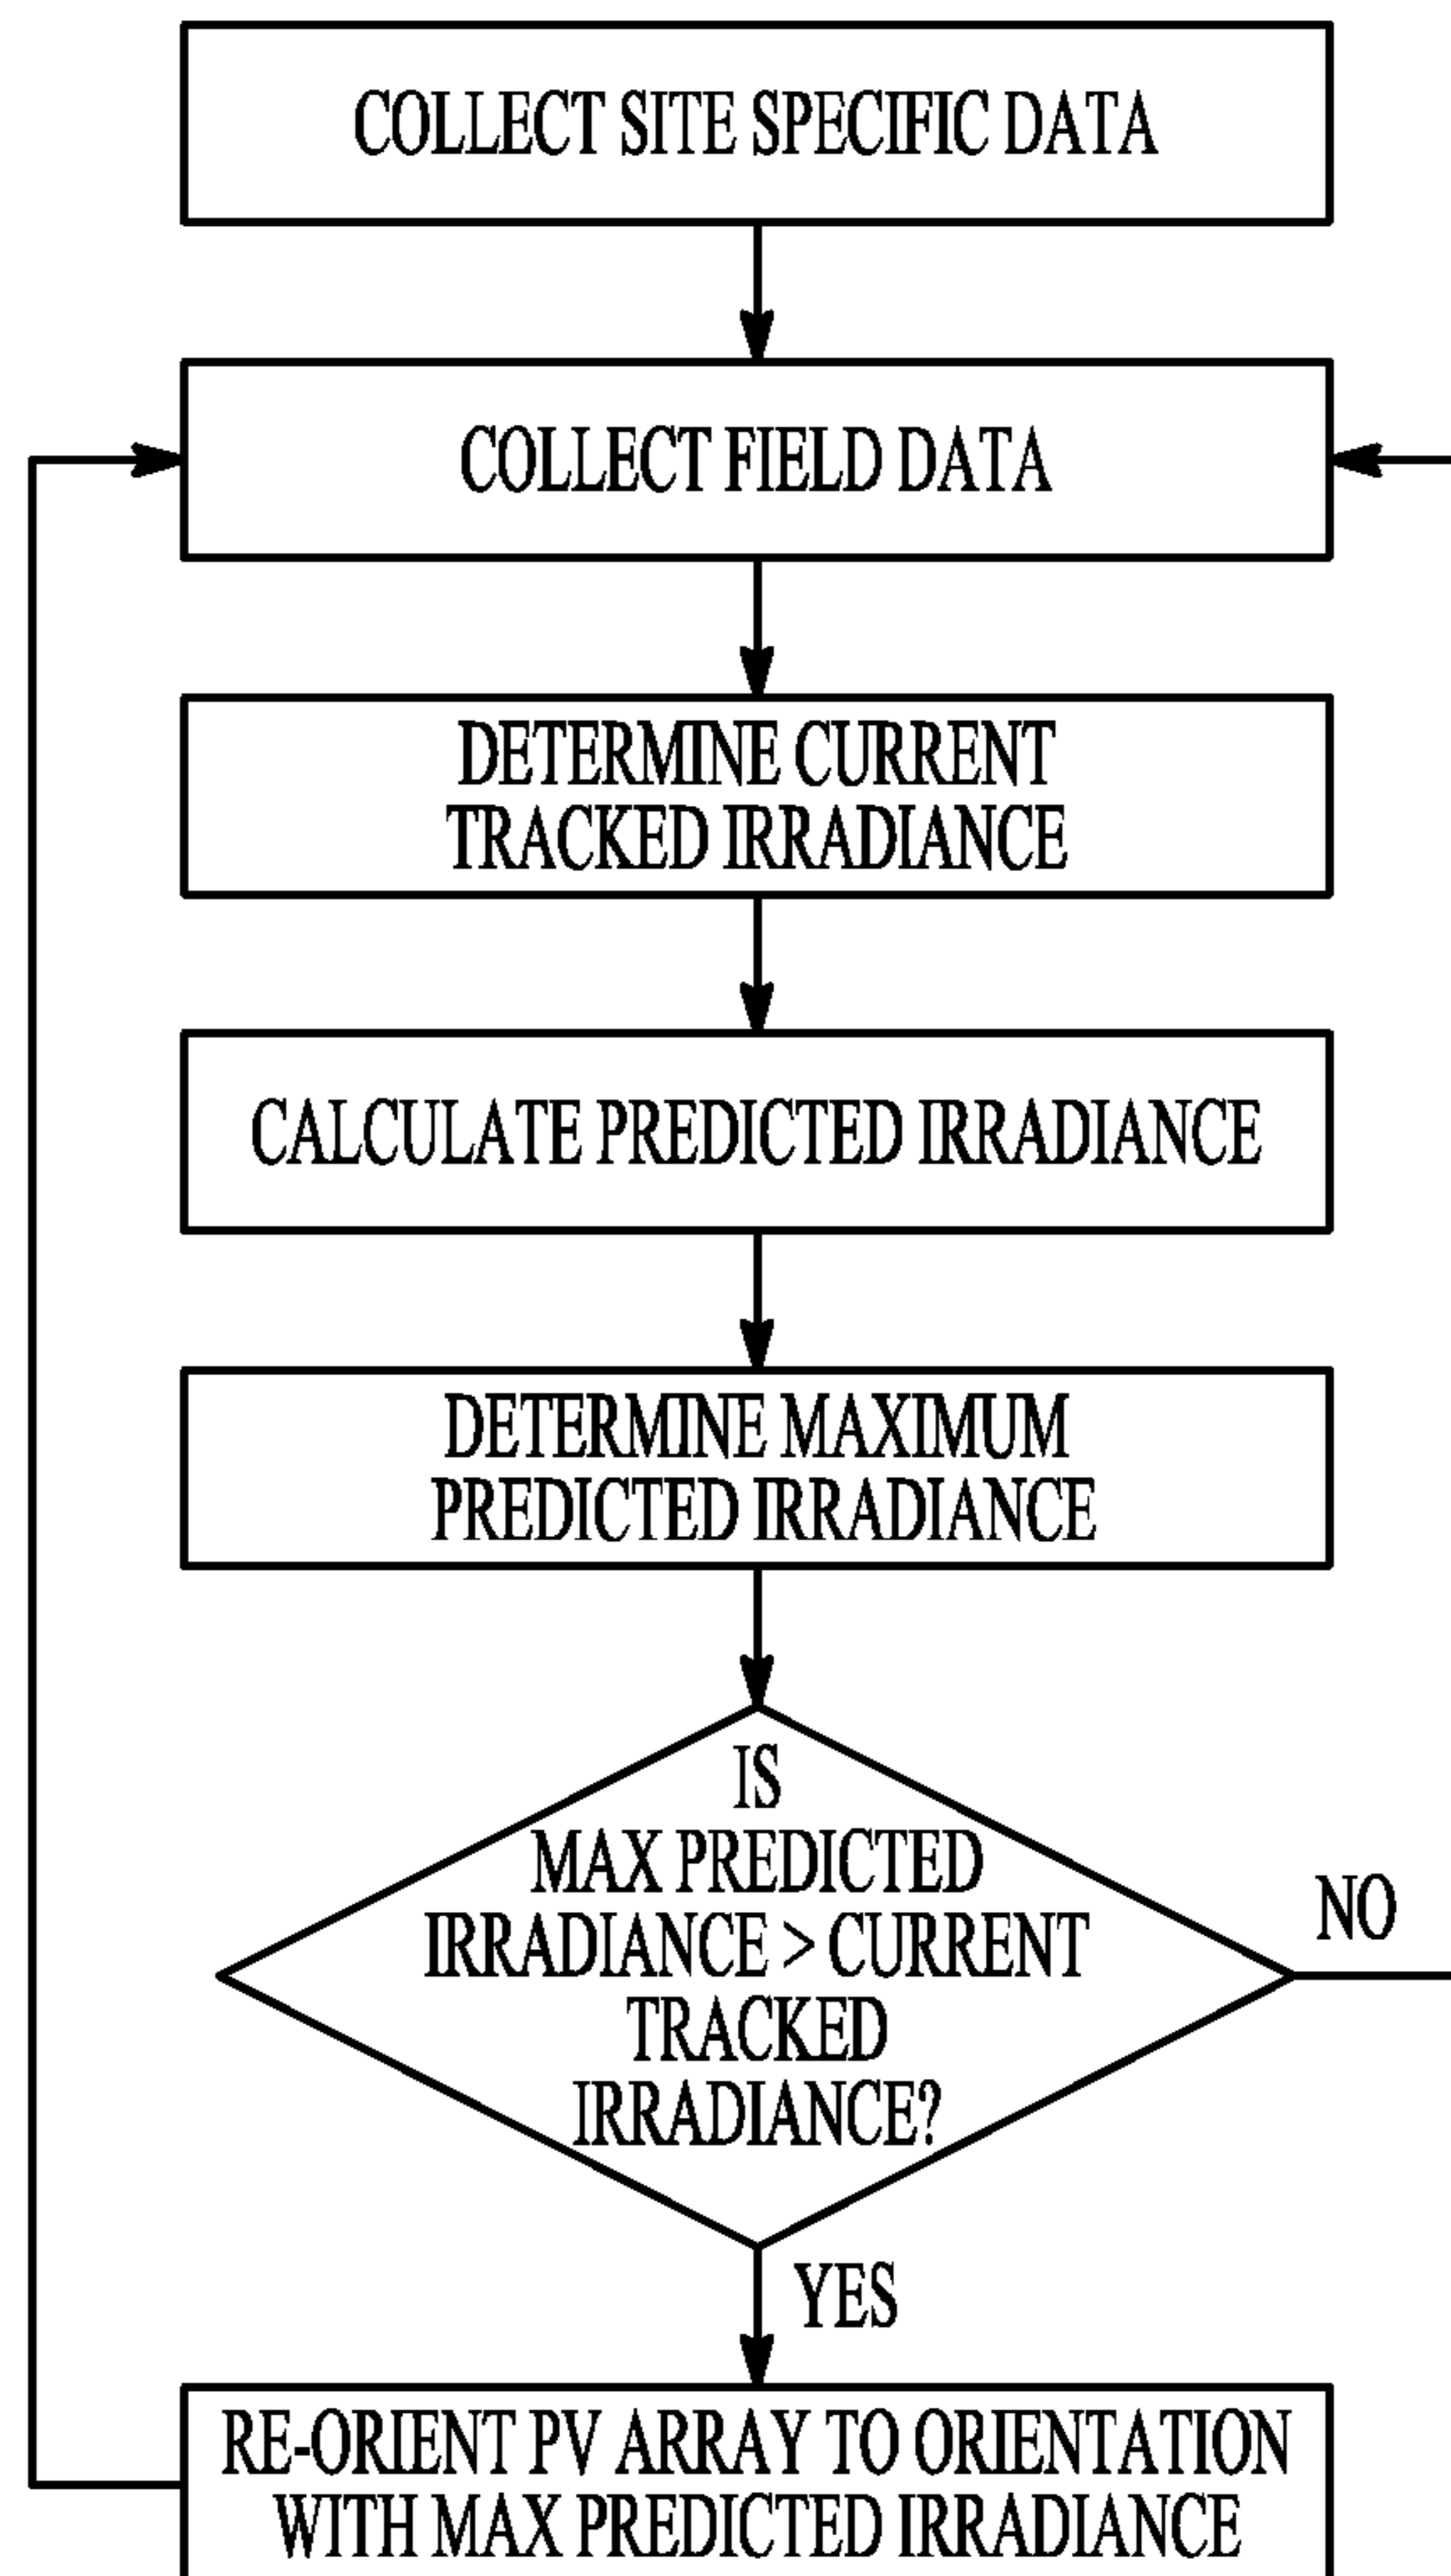 COLLECT SITE SPECIFIC DATA
COLLECT FIELD DATA
DETERMINE CURRENT
TRACKED IRRADIANCE
CALCULATE PREDICTED IRRADIANCE
DETERMINE MAXIMUM
PREDICTED IRRADIANCE
IS
MAX PREDICTED
IRRADIANCE > CURRENT
TRACKED
IRRADIANCE?
NO
YES
RE-ORIENT PV ARRAY TO ORIENTATION
WITH MAX PREDICTED IRRADIANCE